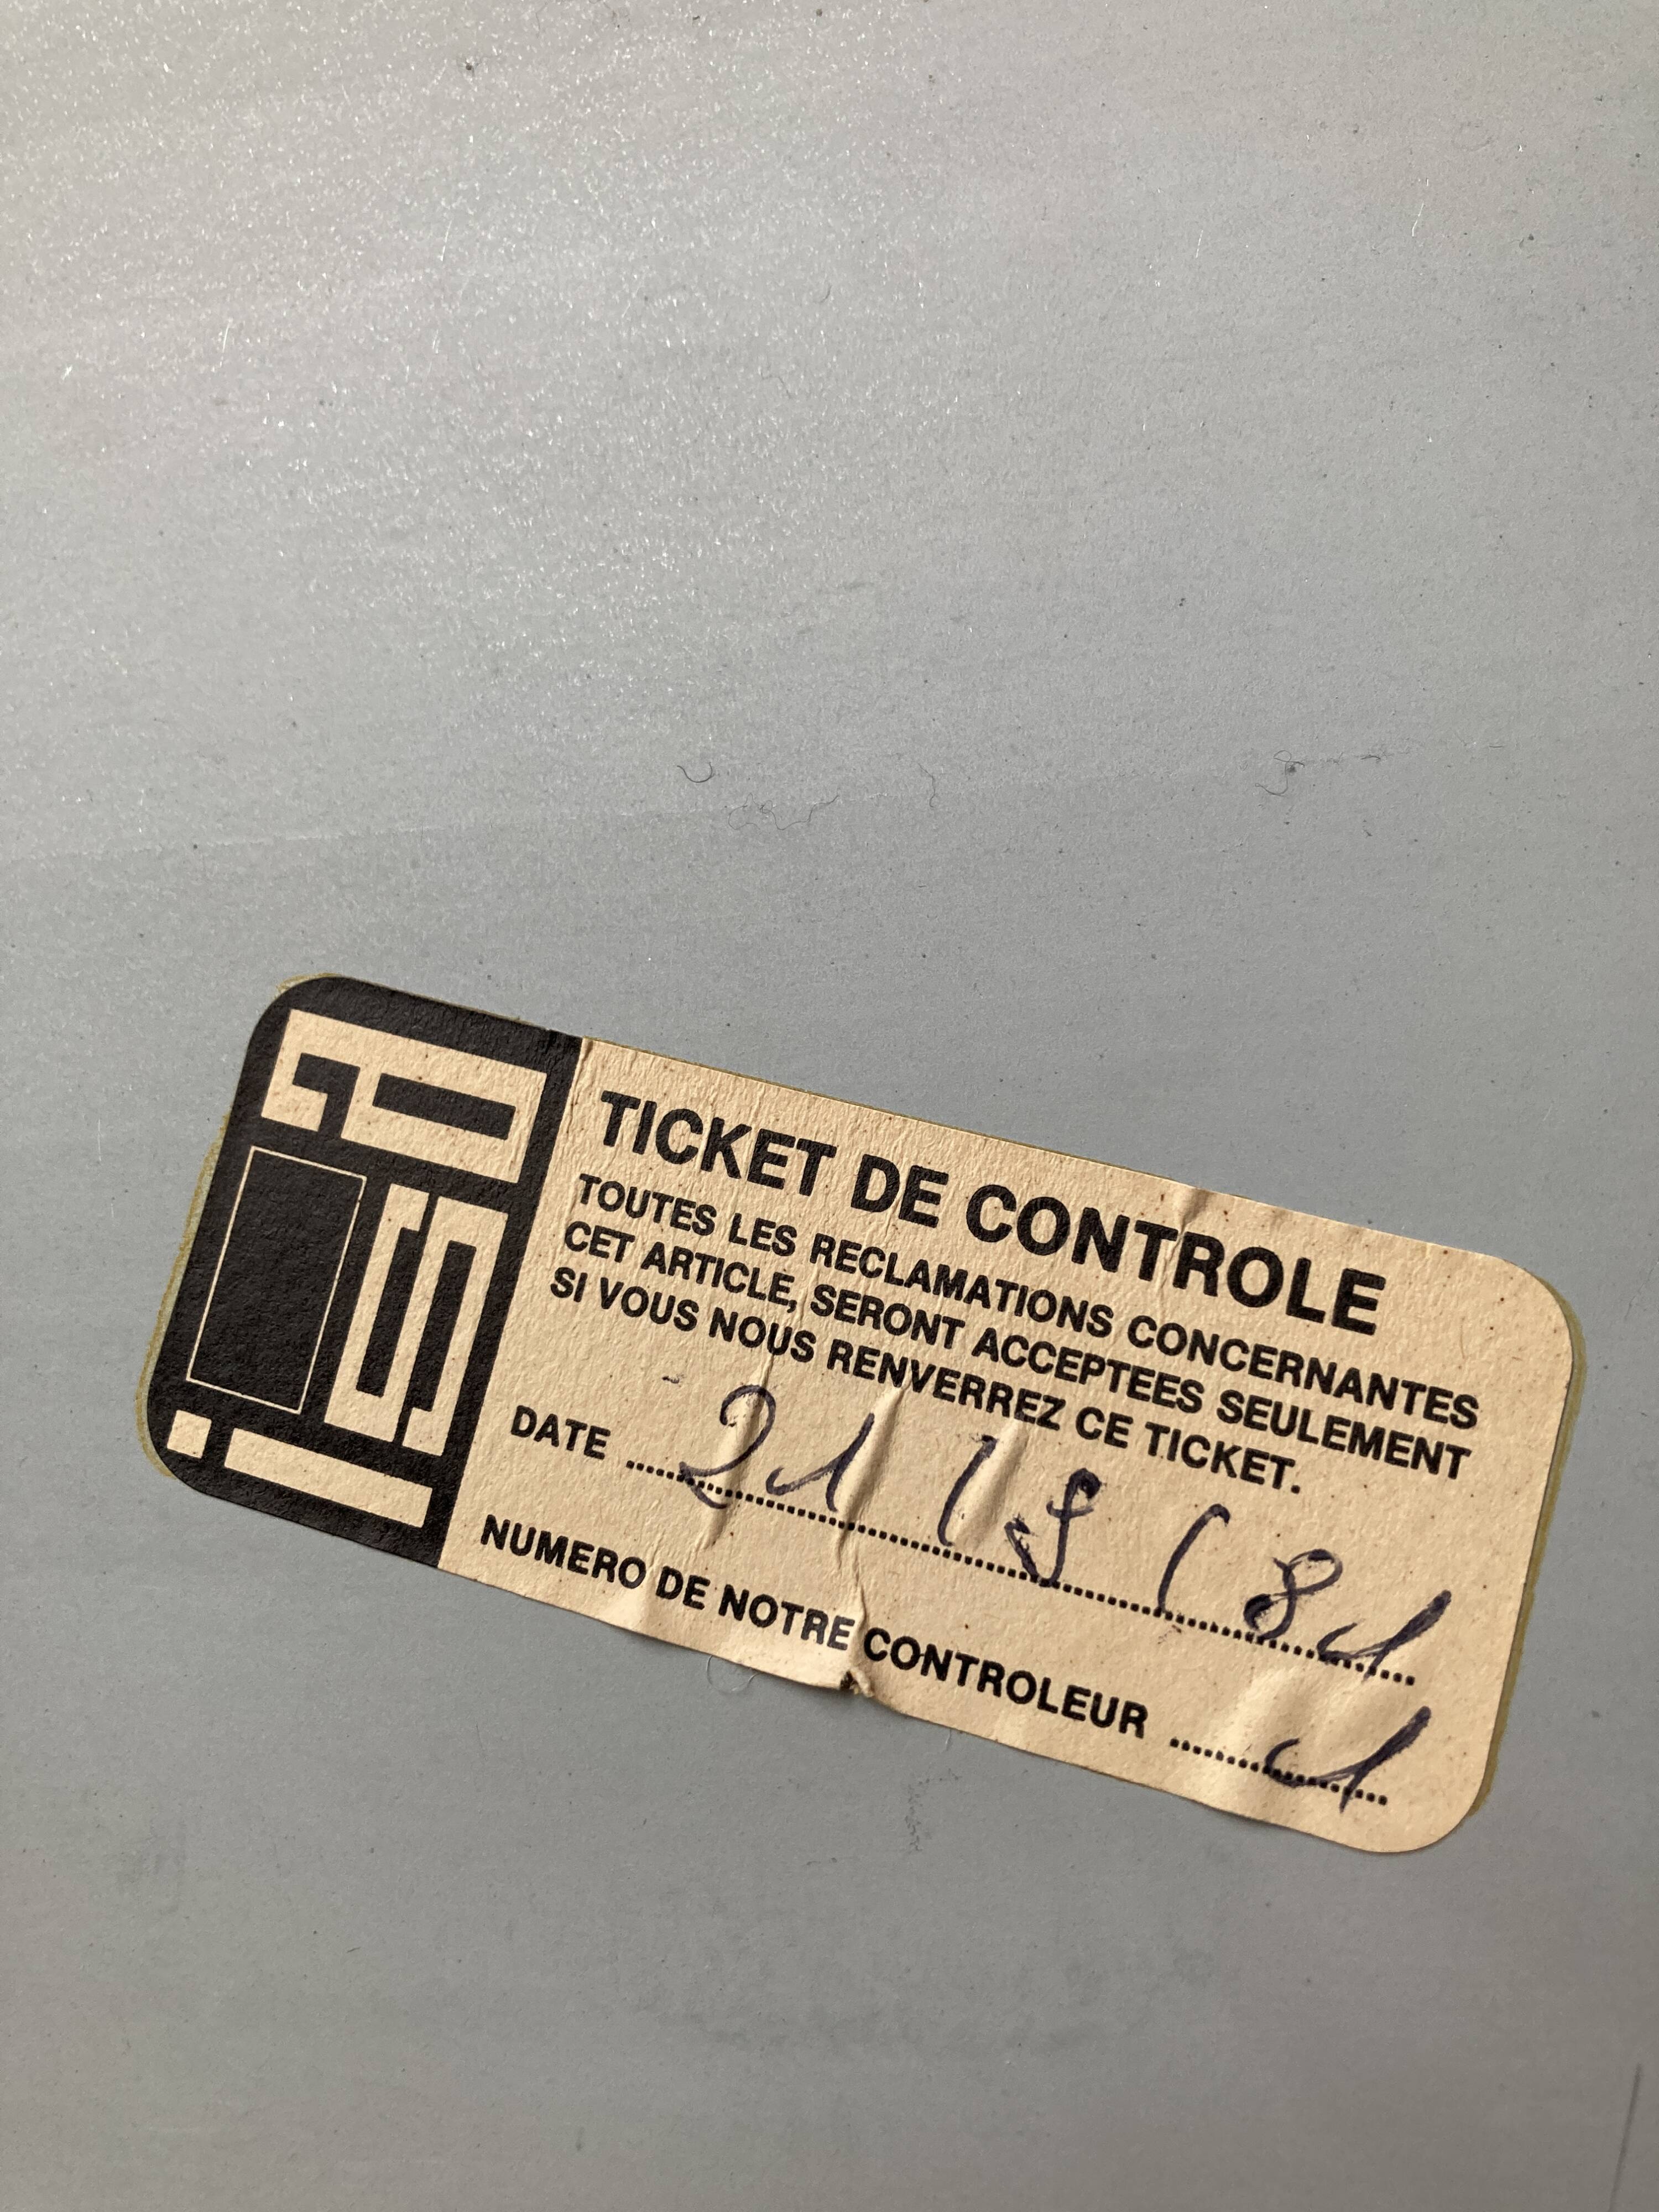 TICKET DE CONTROLE
TOUTES LES RECLAMATIONS CONCERNANTES
CET ARTICLE, SERONT ACCEPTEES SEULEMENT
SI VOUS NOUS RENVERREZ CE TICKET.
DATE 21 / 9 / 81
NUMERO DE NOTRE CONTROLEUR 1